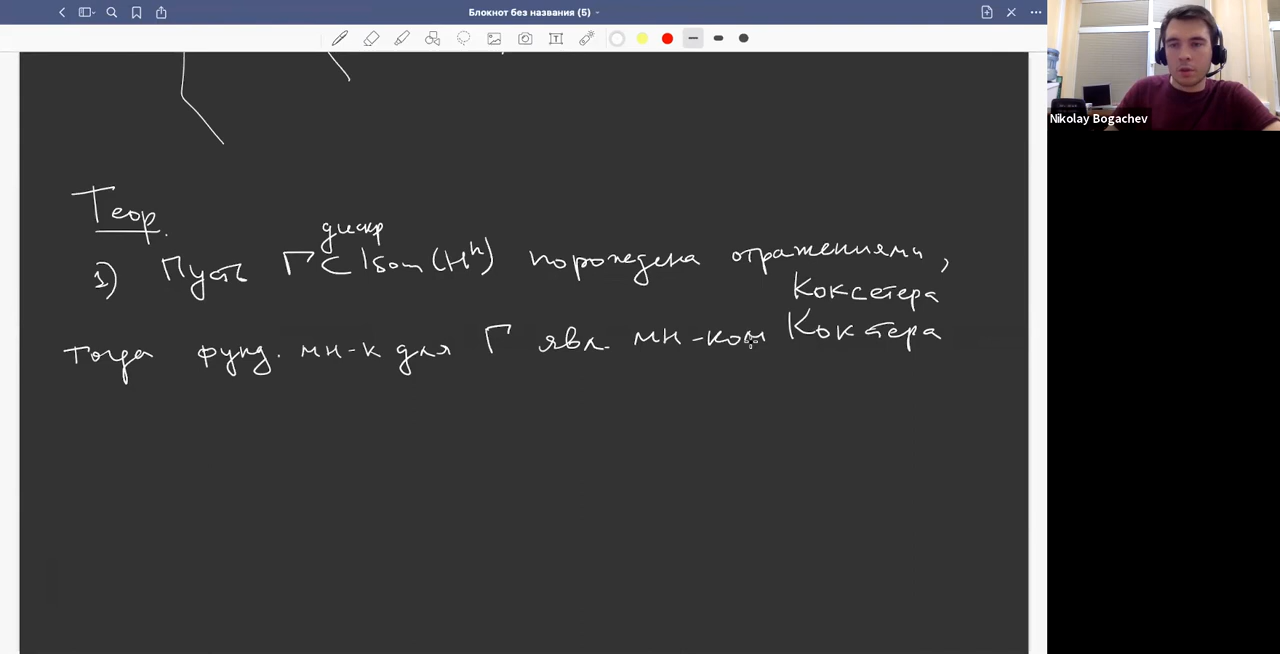 Блокнот без названия (5)
Nikolay Bogachev
Теор.
дискр
1) Пусть Γ ⊂ Isom(Hⁿ) порождена отражениями,
Коксетера
Тогда фунд. мн-к для Γ явл. мн-ком Кокстера